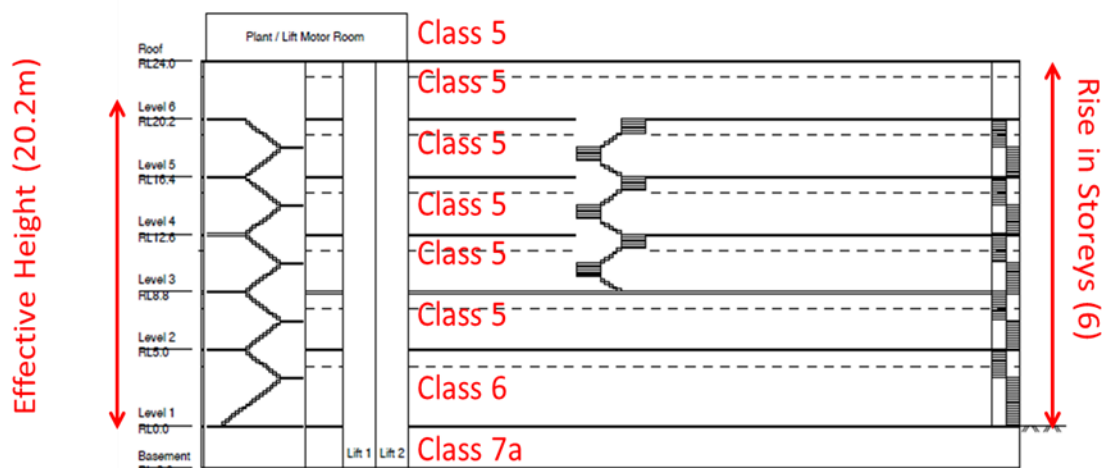 Plant / Lift Motor Room
Class 5
Roof
RL24.0
Class 5
Level 6
RL20.2
Class 5
Level 5
RL16.4
Class 5
Level 4
RL12.6
Class 5
Level 3
RL8.8
Class 5
Level 2
RL5.0
Class 6
Level 1
RL0.0
Basement
Lift 1
Lift 2
Class 7a
Effective Height (20.2m)
Rise in Storeys (6)